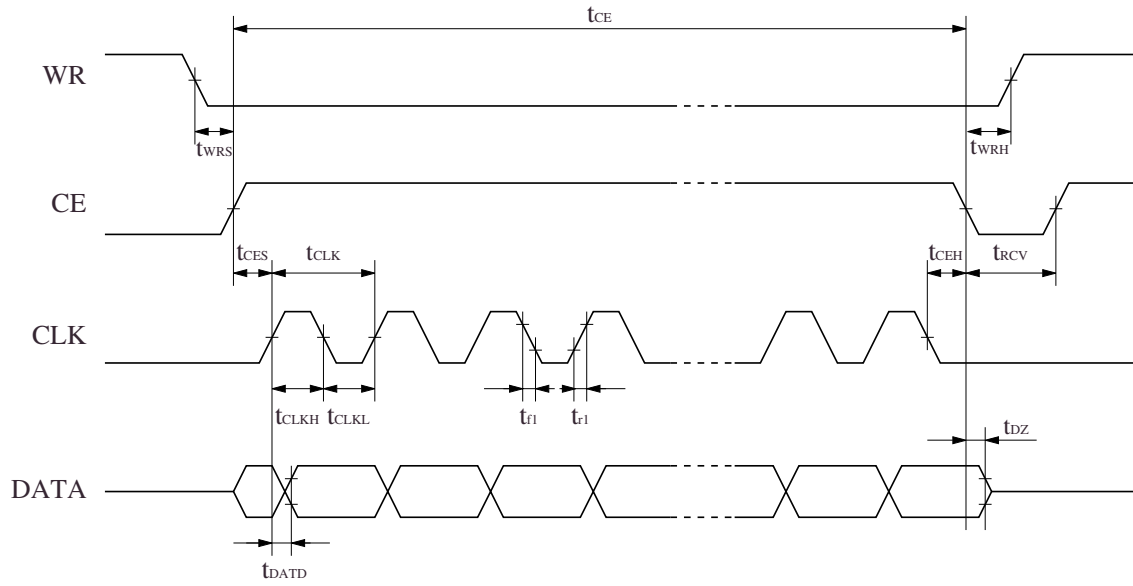 tCE
WR
tWRS
tWRH
CE
tCES
tCLK
tCEH
tRCV
CLK
tCLKH
tCLKL
tf1
tr1
tDZ
DATA
tDATD